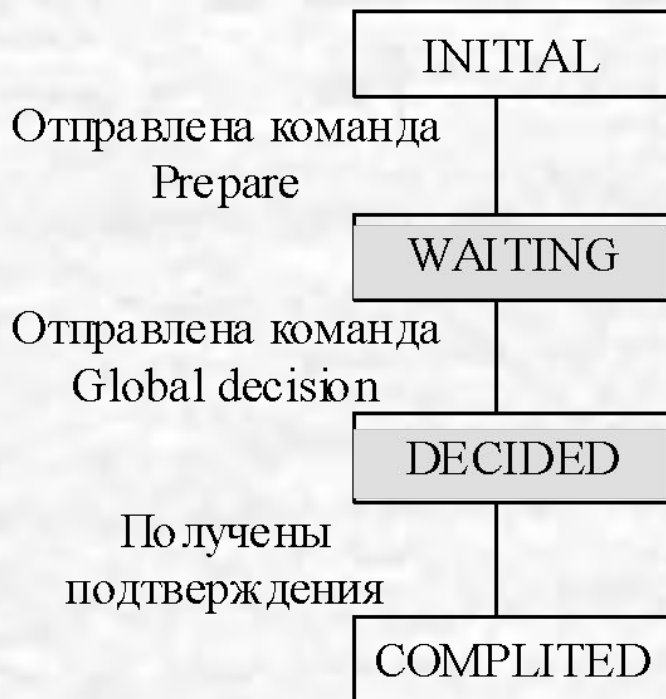 INITIAL
Отправлена команда
Prepare
WAITING
Отправлена команда
Global decision
DECIDED
Получены
подтверждения
COMPLITED